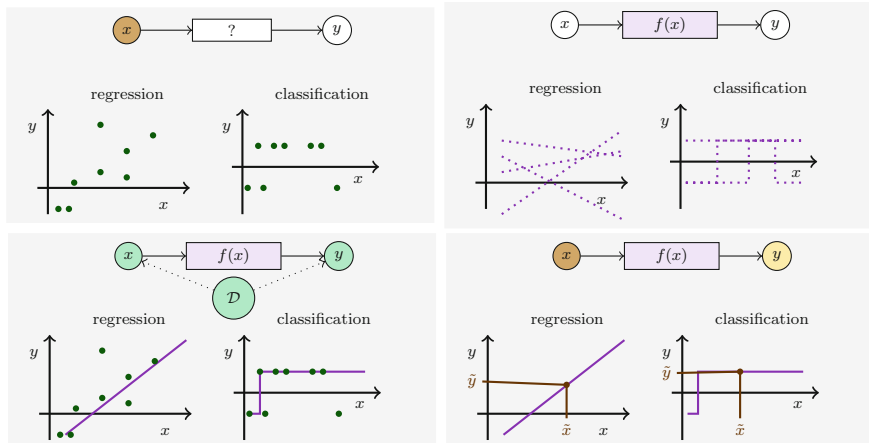 x ? y
regression classification
y y
x x
x f(x) y
regression classification
y y
x x
x f(x) y
𝒟
regression classification
y y
x x
x f(x) y
regression classification
y y
ỹ ỹ
x
x̃ x x̃